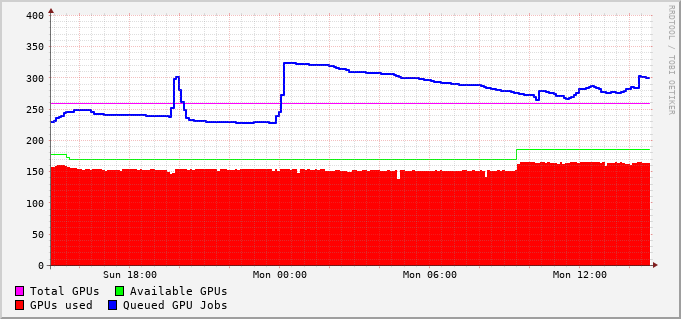 400
350
300
250
200
150
100
50
0
Sun 18:00 Mon 00:00 Mon 06:00 Mon 12:00
Total GPUs Available GPUs
GPUs used Queued GPU Jobs
RRDTOOL / TOBI OETIKER